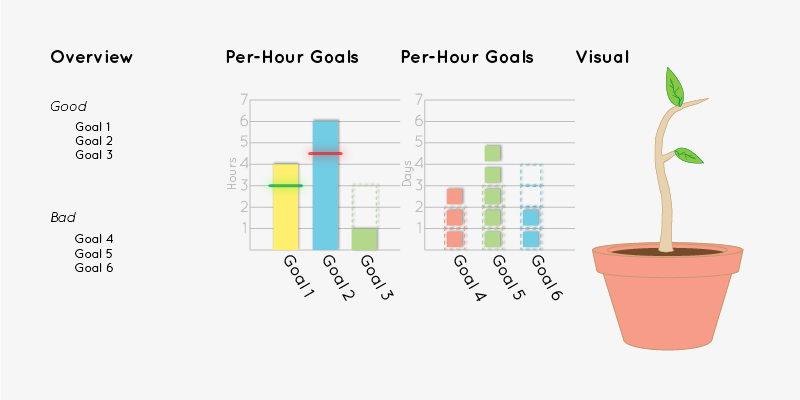 Overview
Good
Goal 1
Goal 2
Goal 3
Bad
Goal 4
Goal 5
Goal 6
Per-Hour Goals
Hours
7
6
5
4
3
2
1
Goal 1
Goal 2
Goal 3
Per-Hour Goals
Days
7
6
5
4
3
2
1
Goal 4
Goal 5
Goal 6
Visual